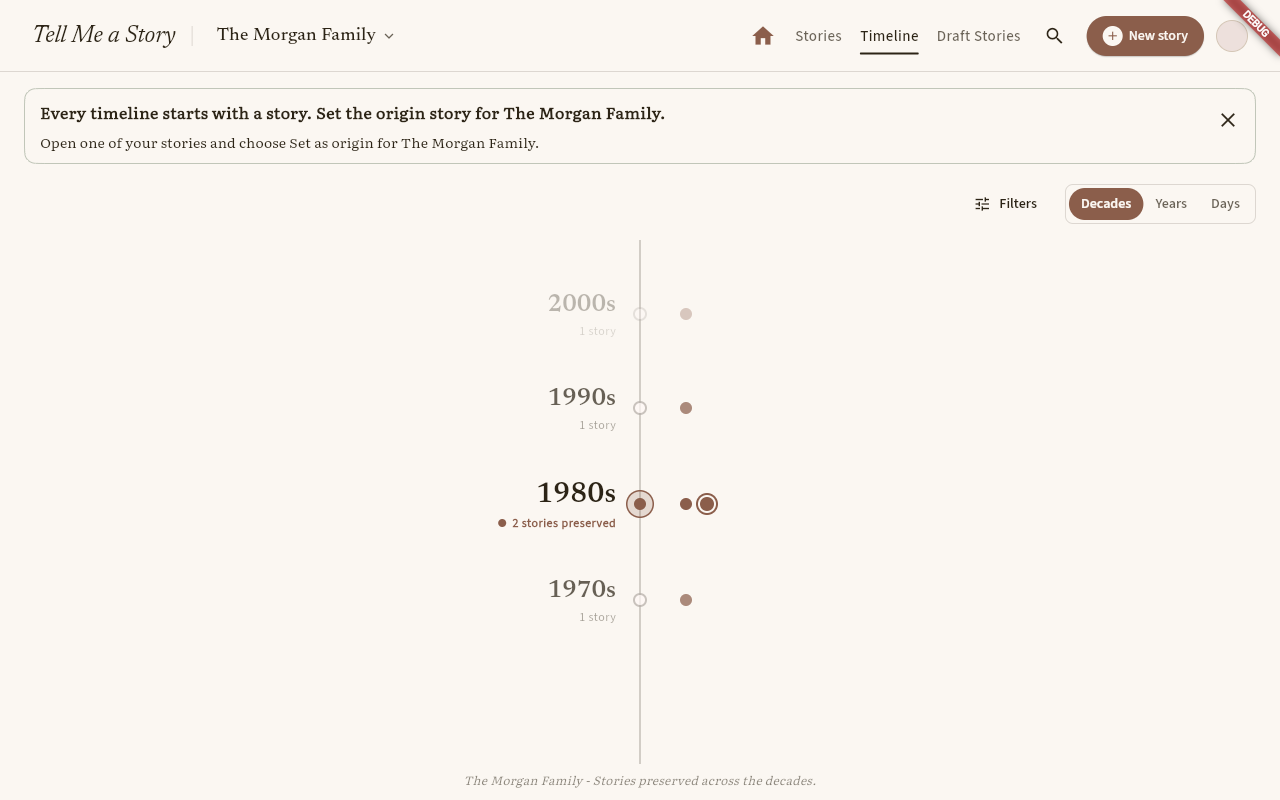 Tell Me a Story
The Morgan Family
Stories
Timeline
Draft Stories
New story
DEBUG
Every timeline starts with a story. Set the origin story for The Morgan Family.
Open one of your stories and choose Set as origin for The Morgan Family.
Filters
Decades
Years
Days
2000s
1 story
1990s
1 story
1980s
2 stories preserved
1970s
1 story
The Morgan Family - Stories preserved across the decades.